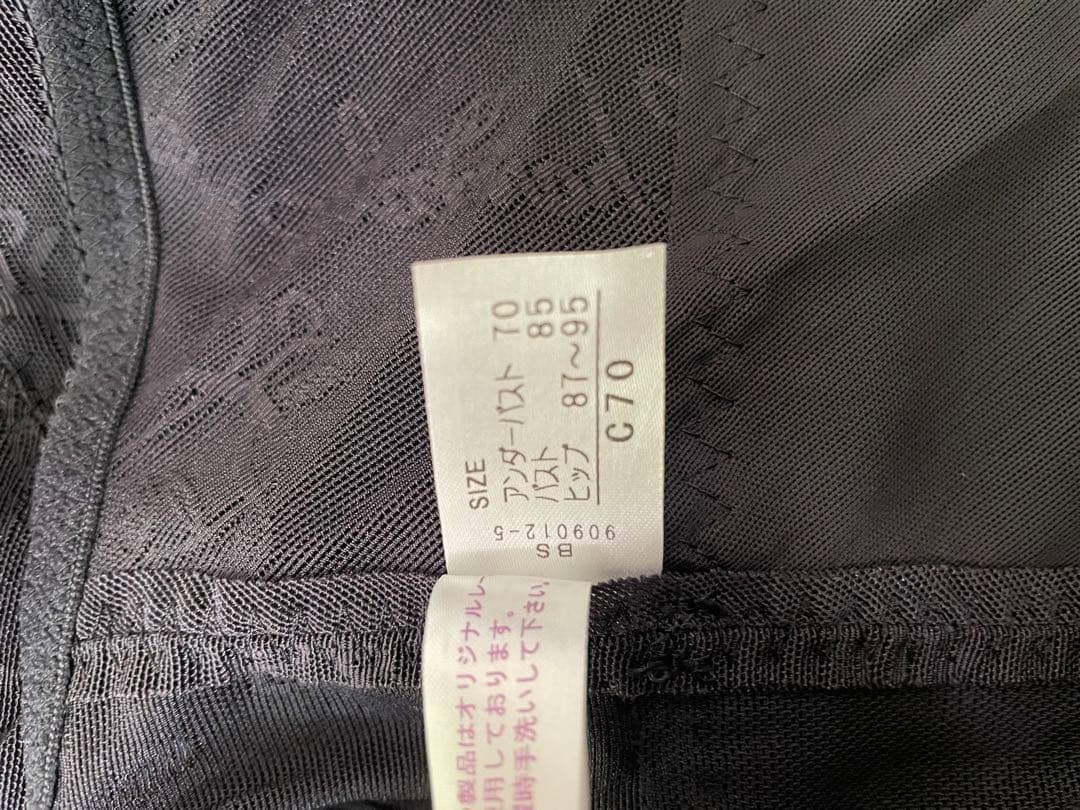 SIZE
アンダーバスト 70
バスト 85
ヒップ 87〜95
C70
BS
909012-5
製品はオリジナルレ、
用しております。
時手洗いして下さい。